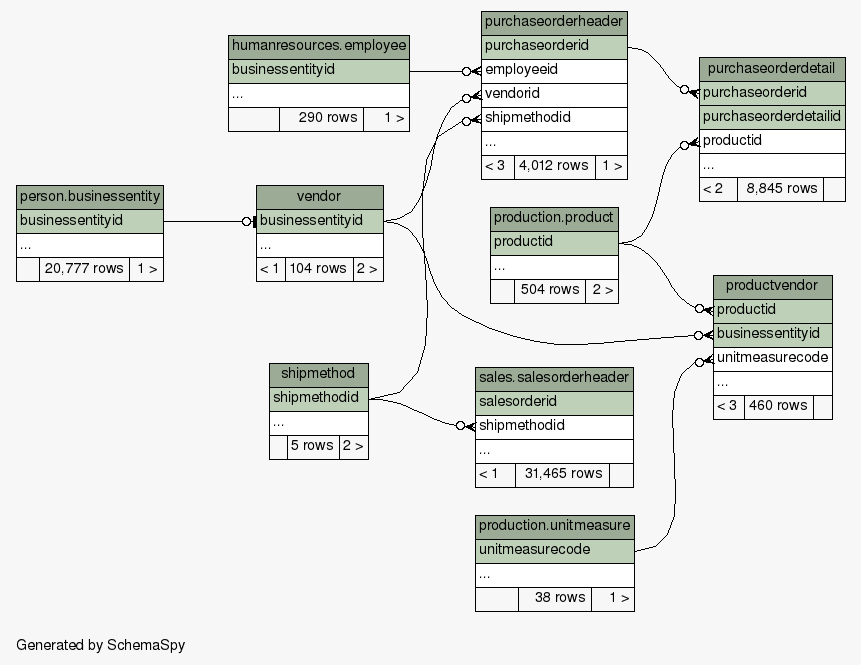 purchaseorderheader
purchaseorderid
employeeid
vendorid
shipmethodid
...
< 3 4,012 rows 1 >
humanresources.employee
businessentityid
...
290 rows 1 >
purchaseorderdetail
purchaseorderid
purchaseorderdetailid
productid
...
< 2 8,845 rows
person.businessentity
businessentityid
...
20,777 rows 1 >
vendor
businessentityid
...
< 1 104 rows 2 >
production.product
productid
...
504 rows 2 >
productvendor
productid
businessentityid
unitmeasurecode
...
< 3 460 rows
shipmethod
shipmethodid
...
5 rows 2 >
sales.salesorderheader
salesorderid
shipmethodid
...
< 1 31,465 rows
production.unitmeasure
unitmeasurecode
...
38 rows 1 >
Generated by SchemaSpy